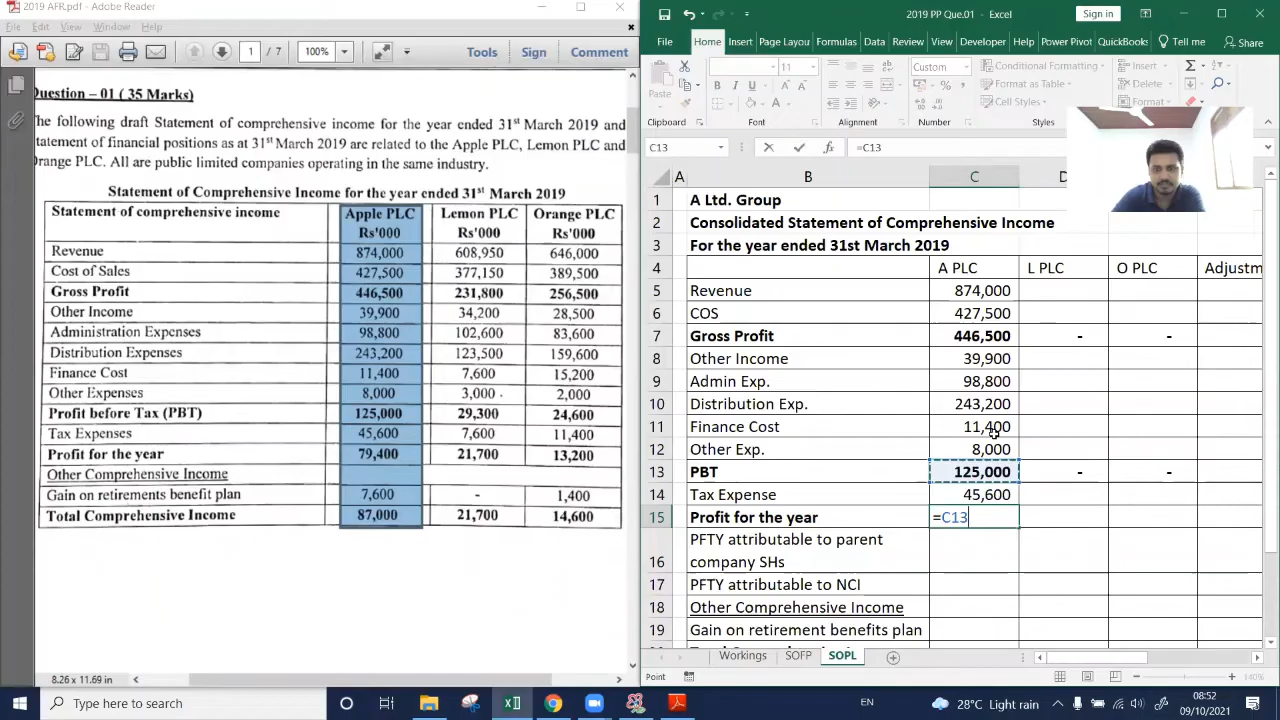 2019 AFR.pdf - Adobe Reader
File Edit View Window Help
1 / 7 100% Tools Sign Comment
Question – 01 ( 35 Marks)
The following draft Statement of comprehensive income for the year ended 31st March 2019 and
statement of financial positions as at 31st March 2019 are related to the Apple PLC, Lemon PLC and
Orange PLC. All are public limited companies operating in the same industry.
Statement of Comprehensive Income for the year ended 31st March 2019
Statement of comprehensive income Apple PLC Lemon PLC Orange PLC
Rs'000 Rs'000 Rs'000
Revenue 874,000 608,950 646,000
Cost of Sales 427,500 377,150 389,500
Gross Profit 446,500 231,800 256,500
Other Income 39,900 34,200 28,500
Administration Expenses 98,800 102,600 83,600
Distribution Expenses 243,200 123,500 159,600
Finance Cost 11,400 7,600 15,200
Other Expenses 8,000 3,000 2,000
Profit before Tax (PBT) 125,000 29,300 24,600
Tax Expenses 45,600 7,600 11,400
Profit for the year 79,400 21,700 13,200
Other Comprehensive Income
Gain on retirements benefit plan 7,600 - 1,400
Total Comprehensive Income 87,000 21,700 14,600
8.26 x 11.69 in
2019 PP Que.01 - Excel Sign in
File Home Insert Page Layou Formulas Data Review View Developer Help Power Pivot QuickBooks Tell me Share
Paste 11 Custom Conditional Formatting Insert
Format as Table Delete
Cell Styles Format
Clipboard Font Alignment Number Styles
C13 =C13
A B C D
1 A Ltd. Group
2 Consolidated Statement of Comprehensive Income
3 For the year ended 31st March 2019
4 A PLC L PLC O PLC Adjustm
5 Revenue 874,000
6 COS 427,500
7 Gross Profit 446,500 - -
8 Other Income 39,900
9 Admin Exp. 98,800
10 Distribution Exp. 243,200
11 Finance Cost 11,400
12 Other Exp. 8,000
13 PBT 125,000 - -
14 Tax Expense 45,600
15 Profit for the year =C13
PFTY attributable to parent
16 company SHs
17 PFTY attributable to NCI
18 Other Comprehensive Income
19 Gain on retirement benefits plan
Workings SOFP SOPL
Point 140%
Type here to search EN 28°C Mostly sunny ENG 08:52
09/10/2021